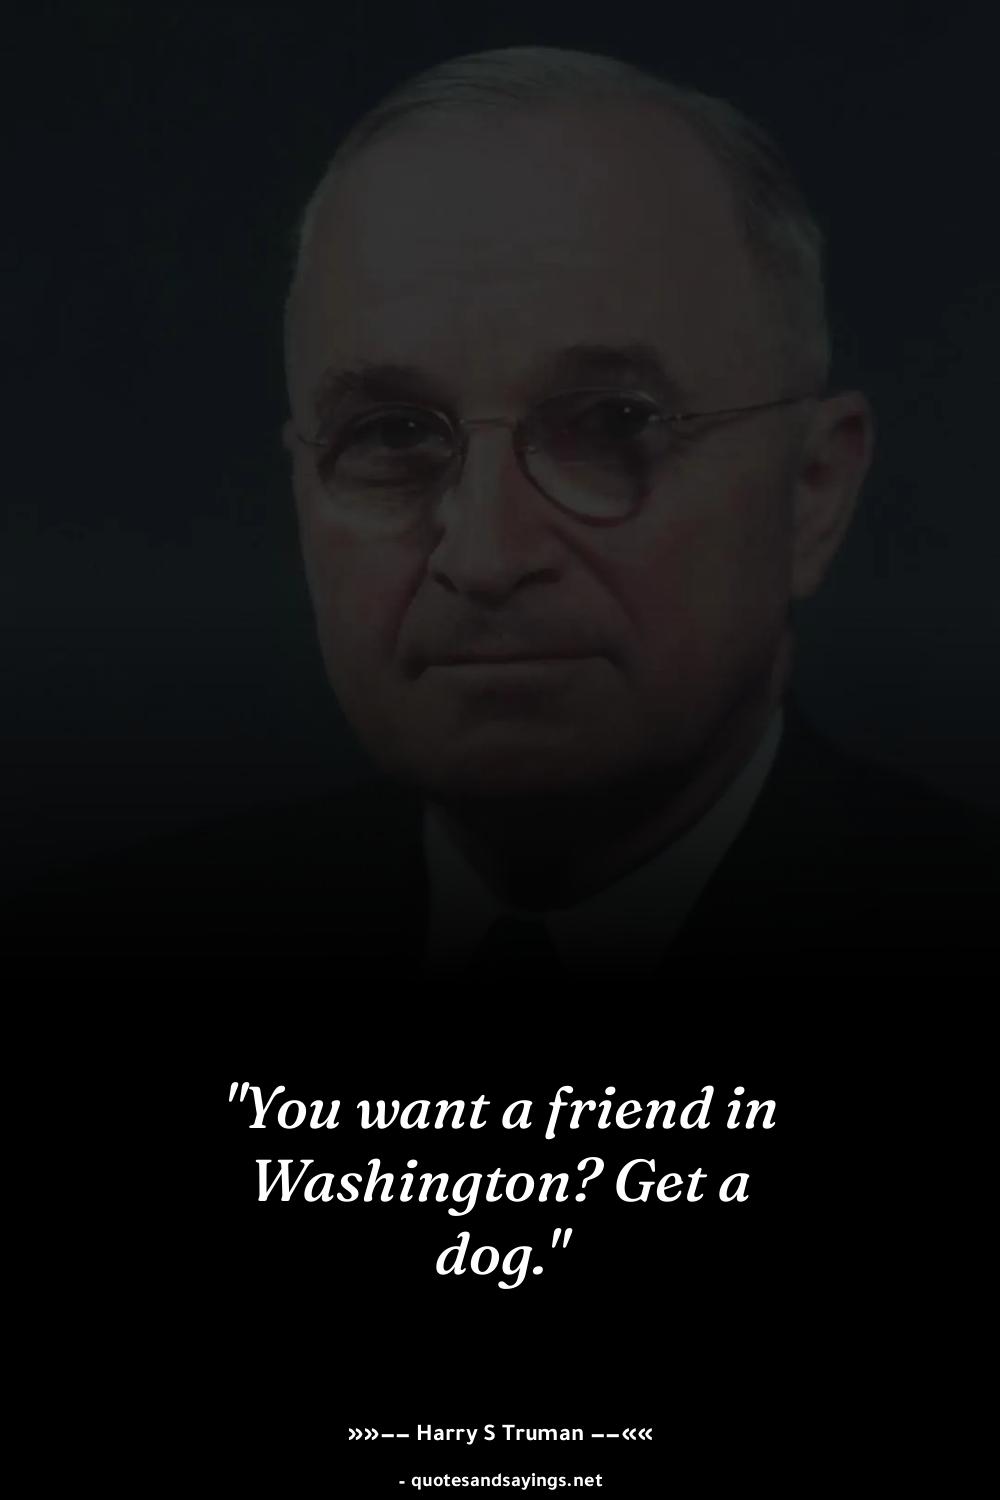 "You want a friend in
Washington? Get a
dog."
»»–– Harry S Truman ––««
- quotesandsayings.net